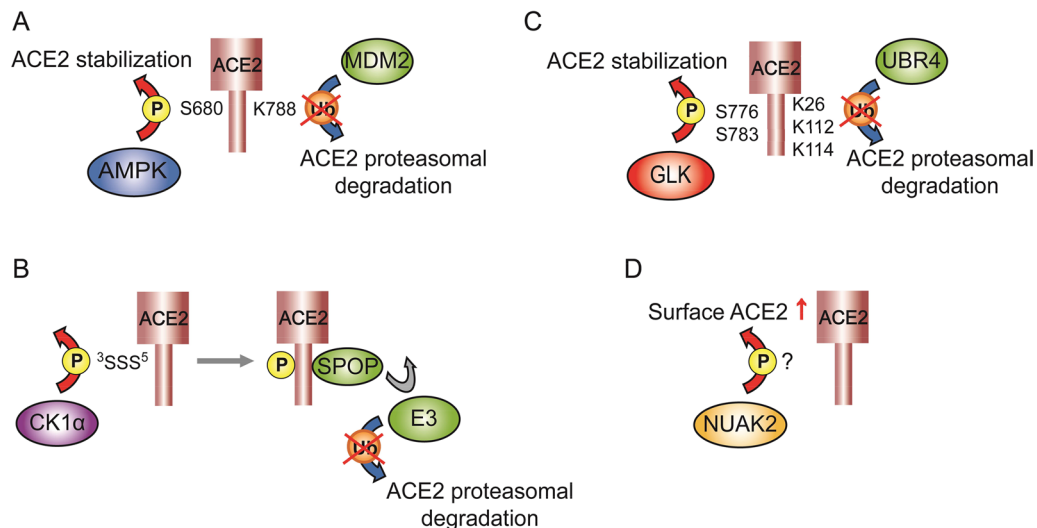 A
ACE2 stabilization
ACE2
MDM2
P
S680
K788
Ub
AMPK
ACE2 proteasomal
degradation
C
ACE2 stabilization
ACE2
UBR4
P
S776
S783
K26
K112
K114
Ub
GLK
ACE2 proteasomal
degradation
B
ACE2
P
³SSS⁵
CK1α
ACE2
P
SPOP
E3
Ub
ACE2 proteasomal
degradation
D
Surface ACE2
ACE2
P ?
NUAK2